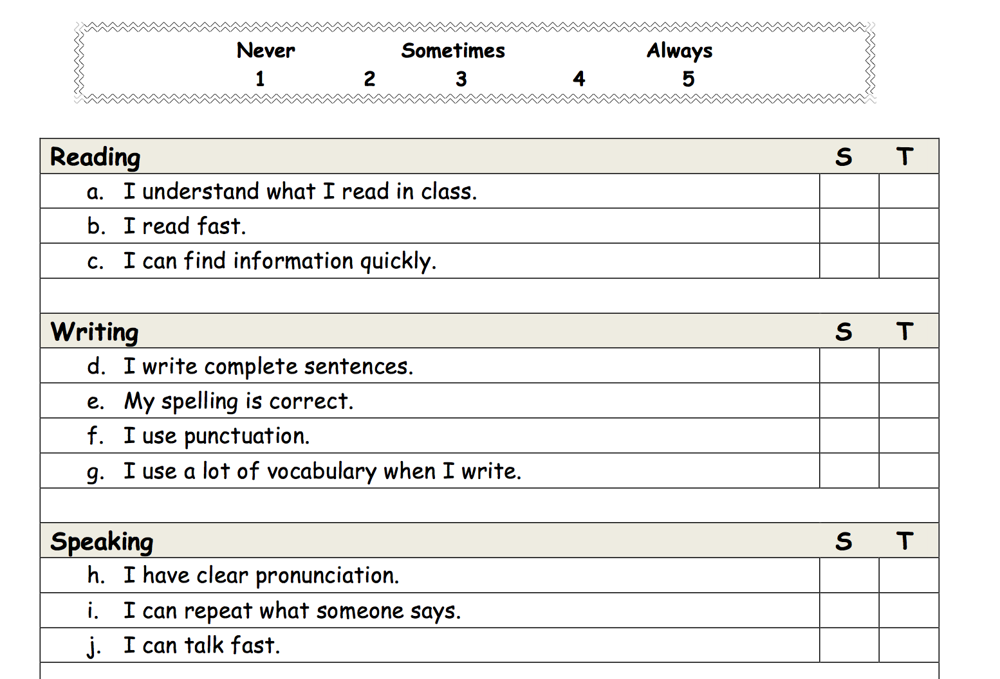 Never Sometimes Always
1 2 3 4 5
Reading S T
a. I understand what I read in class.
b. I read fast.
c. I can find information quickly.
Writing S T
d. I write complete sentences.
e. My spelling is correct.
f. I use punctuation.
g. I use a lot of vocabulary when I write.
Speaking S T
h. I have clear pronunciation.
i. I can repeat what someone says.
j. I can talk fast.